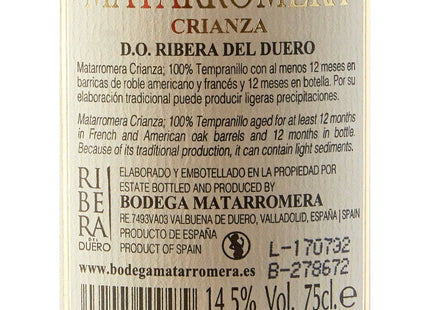 MATARROMERA
CRIANZA
D.O. RIBERA DEL DUERO
Matarromera Crianza; 100% Tempranillo con al menos 12 meses en
barricas de roble americano y francés y 12 meses en botella. Por su
elaboración tradicional puede producir ligeras precipitaciones.
Matarromera Crianza; 100% Tempranillo aged for at least 12 months
in French and American oak barrels and 12 months in bottle.
Because of its traditional production, it can contain light sediments.
RI
BE
RA
DEL
DUERO
ELABORADO Y EMBOTELLADO EN LA PROPIEDAD POR
ESTATE BOTTLED AND PRODUCED BY
BODEGA MATARROMERA
RE.7493VA03 VALBUENA DE DUERO, VALLADOLID, ESPAÑA | SPAIN
PRODUCTO DE ESPAÑA
PRODUCT OF SPAIN
L-170792
B-278672
www.bodegamatarromera.es
14,5% Vol. 75cl.e